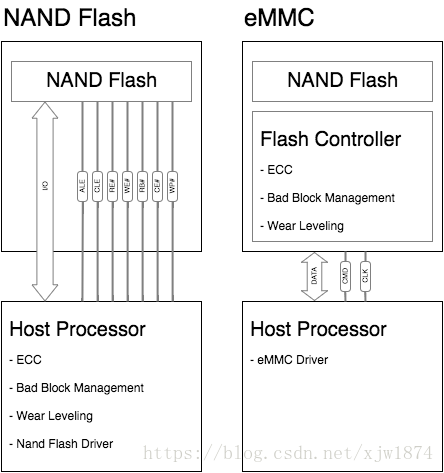 NAND Flash
NAND Flash
I/O
ALE
CLE
RE#
WE#
RB#
CE#
WP#
Host Processor
- ECC
- Bad Block Management
- Wear Leveling
- Nand Flash Driver
eMMC
NAND Flash
Flash Controller
- ECC
- Bad Block Management
- Wear Leveling
DATA
CMD
CLK
Host Processor
- eMMC Driver
https://blog.csdn.net/xjw1874